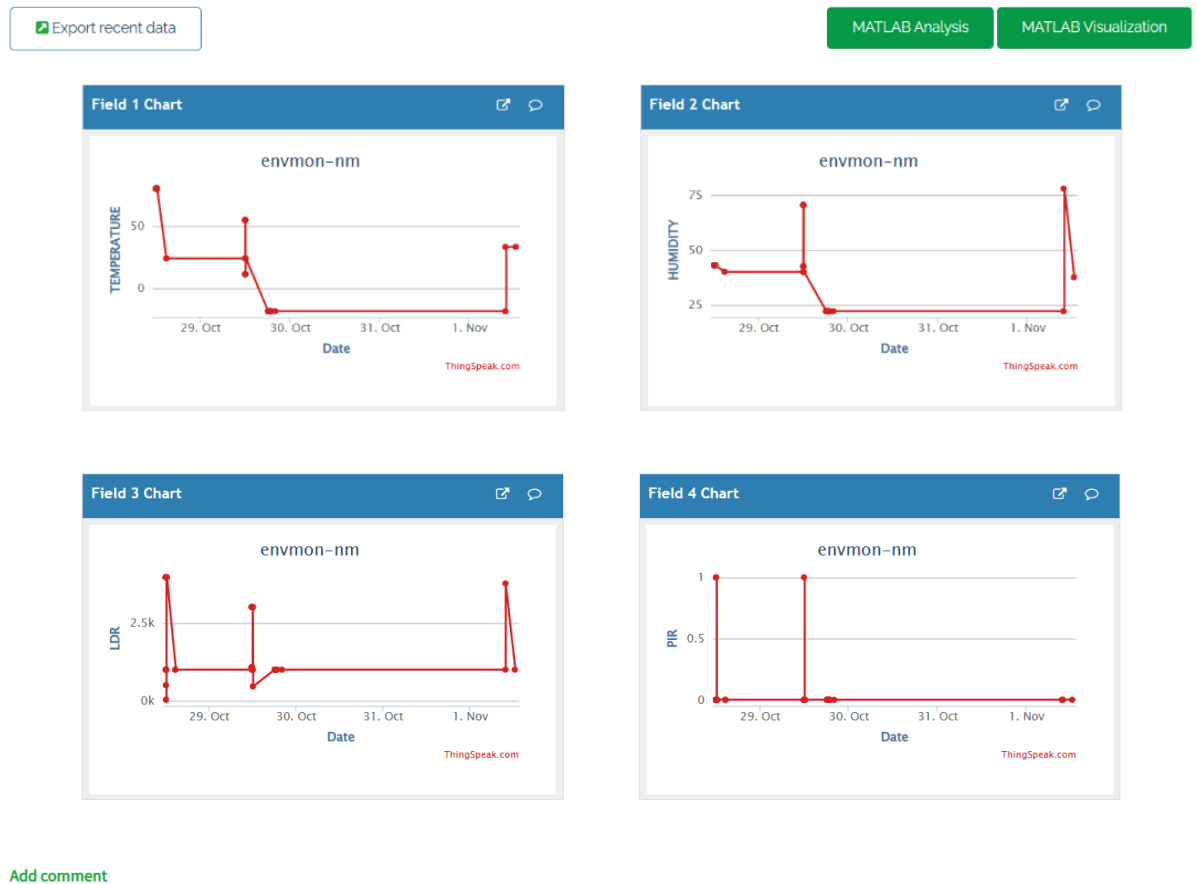 Export recent data
MATLAB Analysis
MATLAB Visualization
Field 1 Chart
envmon-nm
TEMPERATURE
50
0
29. Oct 30. Oct 31. Oct 1. Nov
Date
ThingSpeak.com
Field 2 Chart
envmon-nm
HUMIDITY
75
50
25
29. Oct 30. Oct 31. Oct 1. Nov
Date
ThingSpeak.com
Field 3 Chart
envmon-nm
LDR
2.5k
0k
29. Oct 30. Oct 31. Oct 1. Nov
Date
ThingSpeak.com
Field 4 Chart
envmon-nm
PIR
1
0.5
0
29. Oct 30. Oct 31. Oct 1. Nov
Date
ThingSpeak.com
Add comment